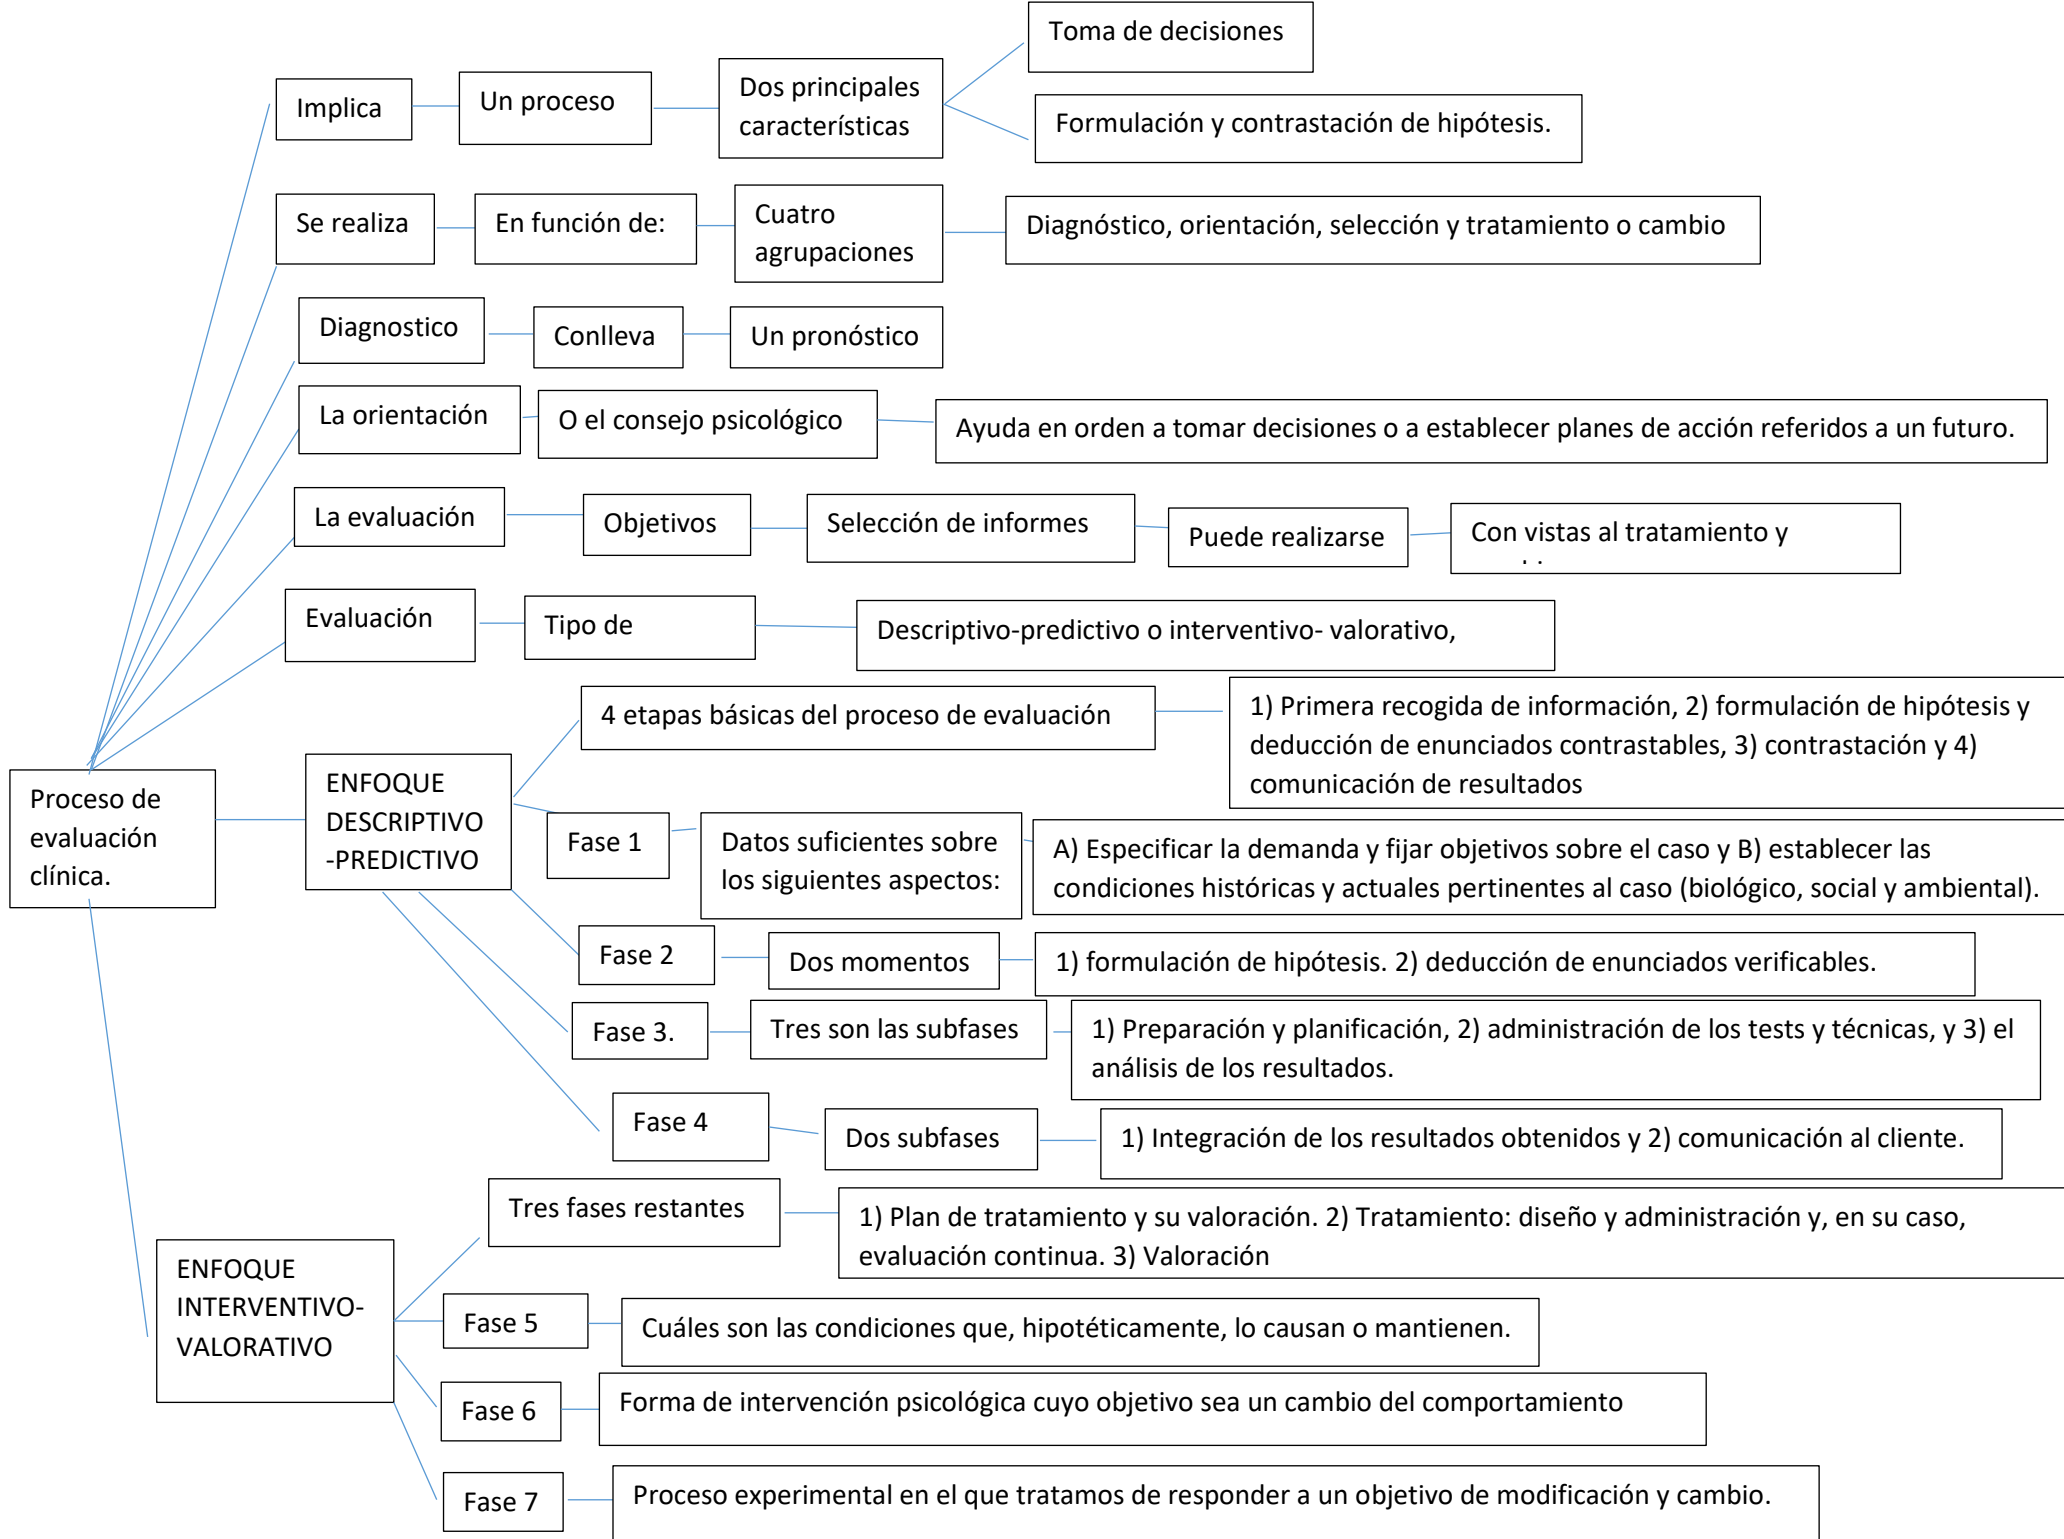 Toma de decisiones
Implica
Un proceso
Dos principales
características
Formulación y contrastación de hipótesis.
Se realiza
En función de:
Cuatro
agrupaciones
Diagnóstico, orientación, selección y tratamiento o cambio
Diagnostico
Conlleva
Un pronóstico
La orientación
O el consejo psicológico
Ayuda en orden a tomar decisiones o a establecer planes de acción referidos a un futuro.
La evaluación
Objetivos
Selección de informes
Puede realizarse
Con vistas al tratamiento y
Evaluación
Tipo de
Descriptivo-predictivo o interventivo- valorativo,
Proceso de
evaluación
clínica.
ENFOQUE
DESCRIPTIVO
-PREDICTIVO
4 etapas básicas del proceso de evaluación
1) Primera recogida de información, 2) formulación de hipótesis y
deducción de enunciados contrastables, 3) contrastación y 4)
comunicación de resultados
Fase 1
Datos suficientes sobre
los siguientes aspectos:
A) Especificar la demanda y fijar objetivos sobre el caso y B) establecer las
condiciones históricas y actuales pertinentes al caso (biológico, social y ambiental).
Fase 2
Dos momentos
1) formulación de hipótesis. 2) deducción de enunciados verificables.
Fase 3.
Tres son las subfases
1) Preparación y planificación, 2) administración de los tests y técnicas, y 3) el
análisis de los resultados.
Fase 4
Dos subfases
1) Integración de los resultados obtenidos y 2) comunicación al cliente.
ENFOQUE
INTERVENTIVO-
VALORATIVO
Tres fases restantes
1) Plan de tratamiento y su valoración. 2) Tratamiento: diseño y administración y, en su caso,
evaluación continua. 3) Valoración
Fase 5
Cuáles son las condiciones que, hipotéticamente, lo causan o mantienen.
Fase 6
Forma de intervención psicológica cuyo objetivo sea un cambio del comportamiento
Fase 7
Proceso experimental en el que tratamos de responder a un objetivo de modificación y cambio.